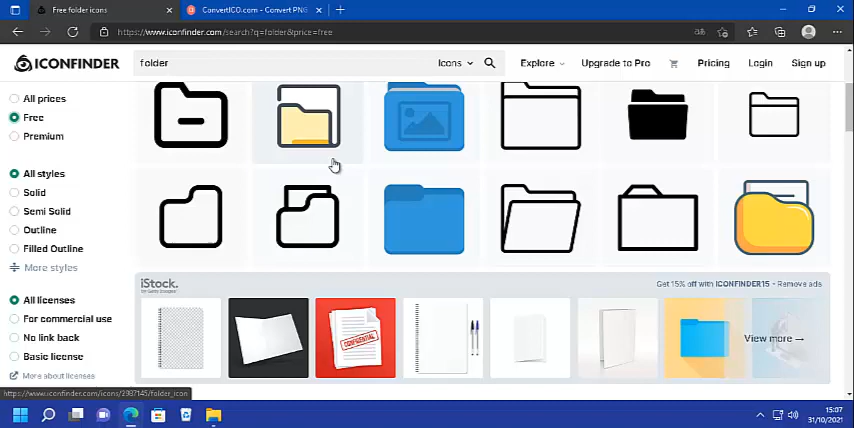 Free folder icons
ConvertICO.com - Convert PNG
https://www.iconfinder.com/search?q=folder&price=free
ICONFINDER
folder
Icons
Explore
Upgrade to Pro
Pricing
Login
Sign up
All prices
Free
Premium
All styles
Solid
Semi Solid
Outline
Filled Outline
More styles
All licenses
For commercial use
No link back
Basic license
More about licenses
iStock.
Get 15% off with ICONFINDER15 - Remove ads
CONFIDENTIAL
View more →
http://www.iconfinder.com/icons/2987145/folder_icon
15:07
31/10/2021